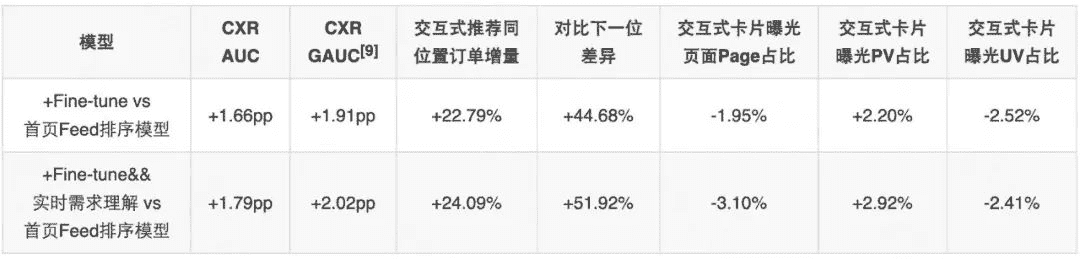 模型
CXR
AUC
CXR
GAUC[9]
交互式推荐同
位置订单增量
对比下一位
差异
交互式卡片曝光
页面Page占比
交互式卡片
曝光PV占比
交互式卡片
曝光UV占比
+Fine-tune vs
首页Feed排序模型
+1.66pp
+1.91pp
+22.79%
+44.68%
-1.95%
+2.20%
-2.52%
+Fine-tune&&
实时需求理解 vs
首页Feed排序模型
+1.79pp
+2.02pp
+24.09%
+51.92%
-3.10%
+2.92%
-2.41%